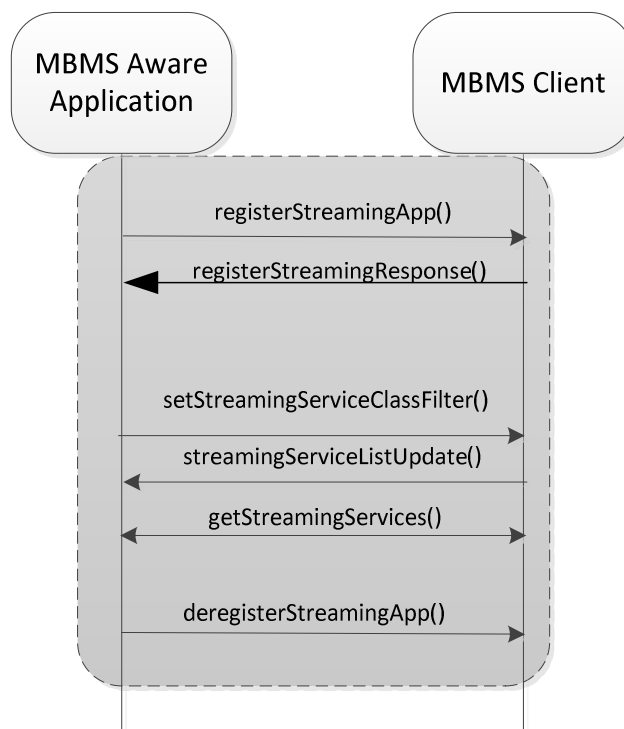 MBMS Aware
Application
MBMS Client
registerStreamingApp()
registerStreamingResponse()
setStreamingServiceClassFilter()
streamingServiceListUpdate()
getStreamingServices()
deregisterStreamingApp()